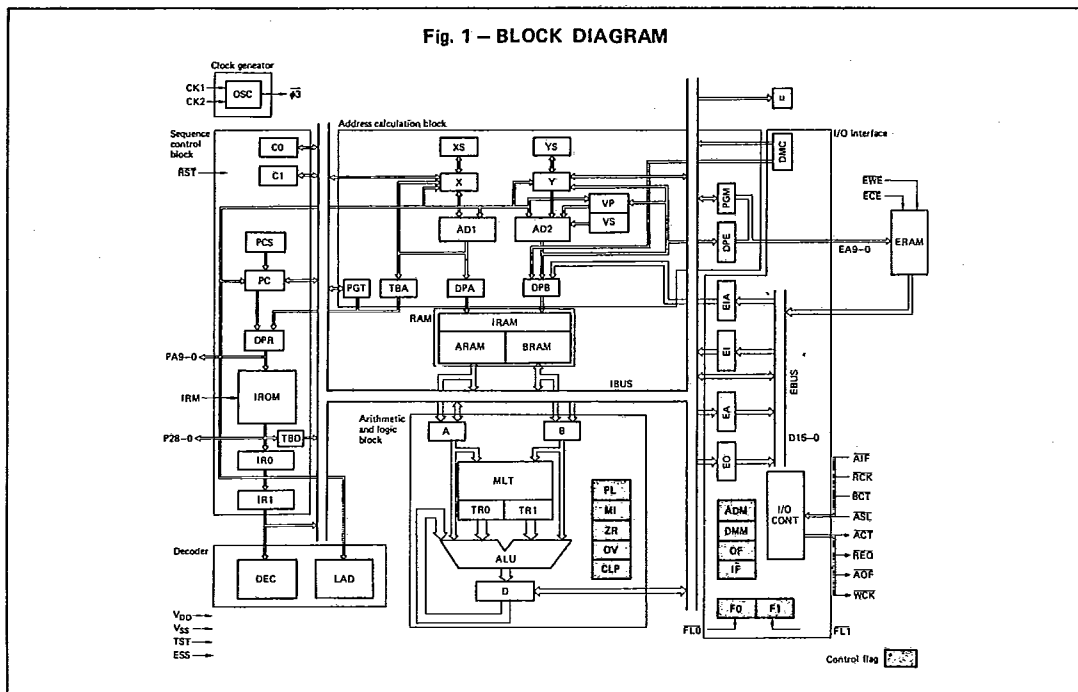 Fig. 1 – BLOCK DIAGRAM
Clock geneator
CK1
CK2
OSC
φ3
Sequence
control
block
RST
C0
C1
PCS
PC
DPR
PA9-0
IRM
IROM
P28-0
TBD
IR0
IR1
Decoder
DEC
LAD
VDD
VSS
TST
ESS
Address calculation block
XS
YS
X
Y
VP
VS
AD1
AD2
PGT
TBA
DPA
DPB
RAM
IRAM
ARAM
BRAM
IBUS
Arithmetic
and logic
block
A
B
MLT
TR0
TR1
ALU
D
PL
MI
ZR
OV
CLP
u
I/O Interface
DMC
PGM
DPE
EWE
ECE
ERAM
EA9-0
EIA
EI
EA
EO
EBUS
D15-0
I/O
CONT
ADM
DMM
OF
IF
F0
F1
FL0
FL1
AIF
RCK
BCT
ASL
ACT
REQ
AOF
WCK
Control flag